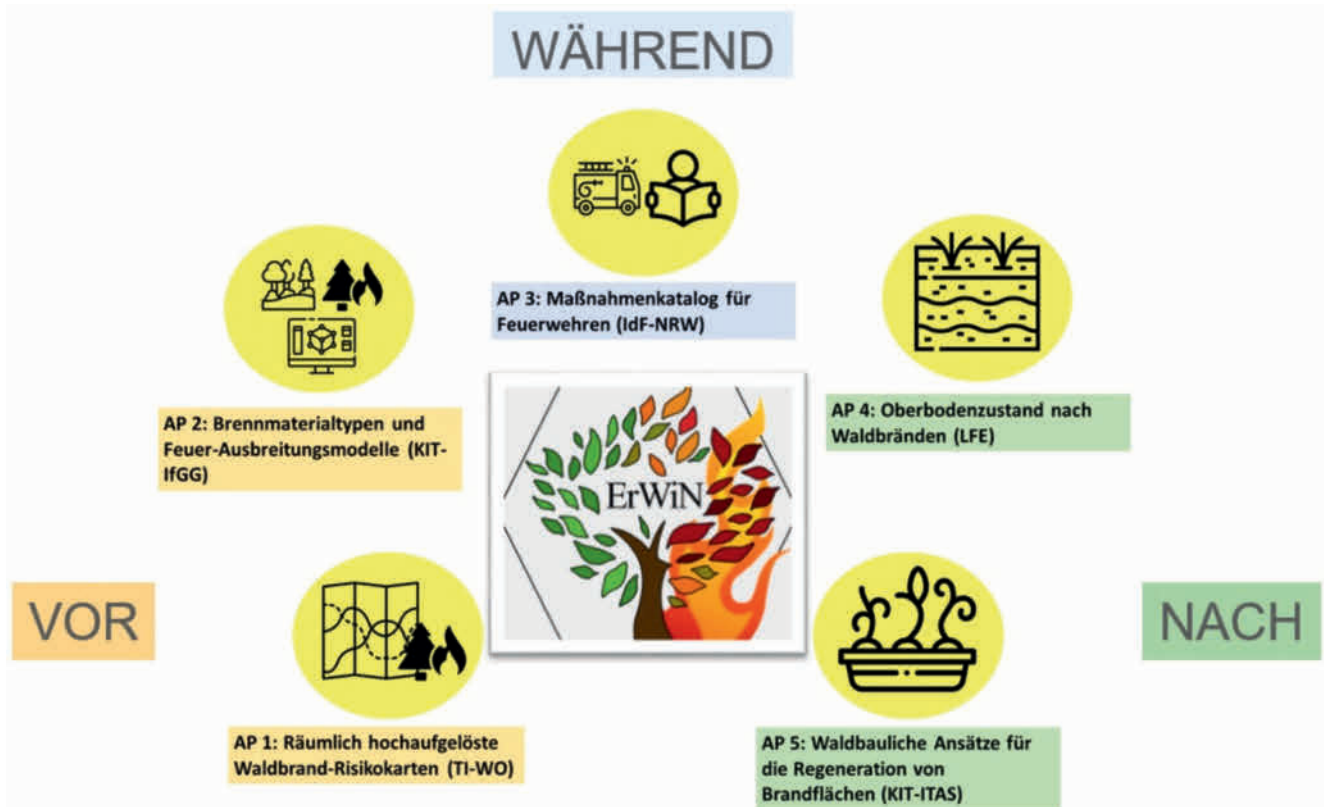 WÄHREND
AP 3: Maßnahmenkatalog für
Feuerwehren (IdF-NRW)
AP 2: Brennmaterialtypen und
Feuer-Ausbreitungsmodelle (KIT-
IfGG)
AP 4: Oberbodenzustand nach
Waldbränden (LFE)
ErWiN
VOR
NACH
AP 1: Räumlich hochaufgelöste
Waldbrand-Risikokarten (TI-WO)
AP 5: Waldbauliche Ansätze für
die Regeneration von
Brandflächen (KIT-ITAS)